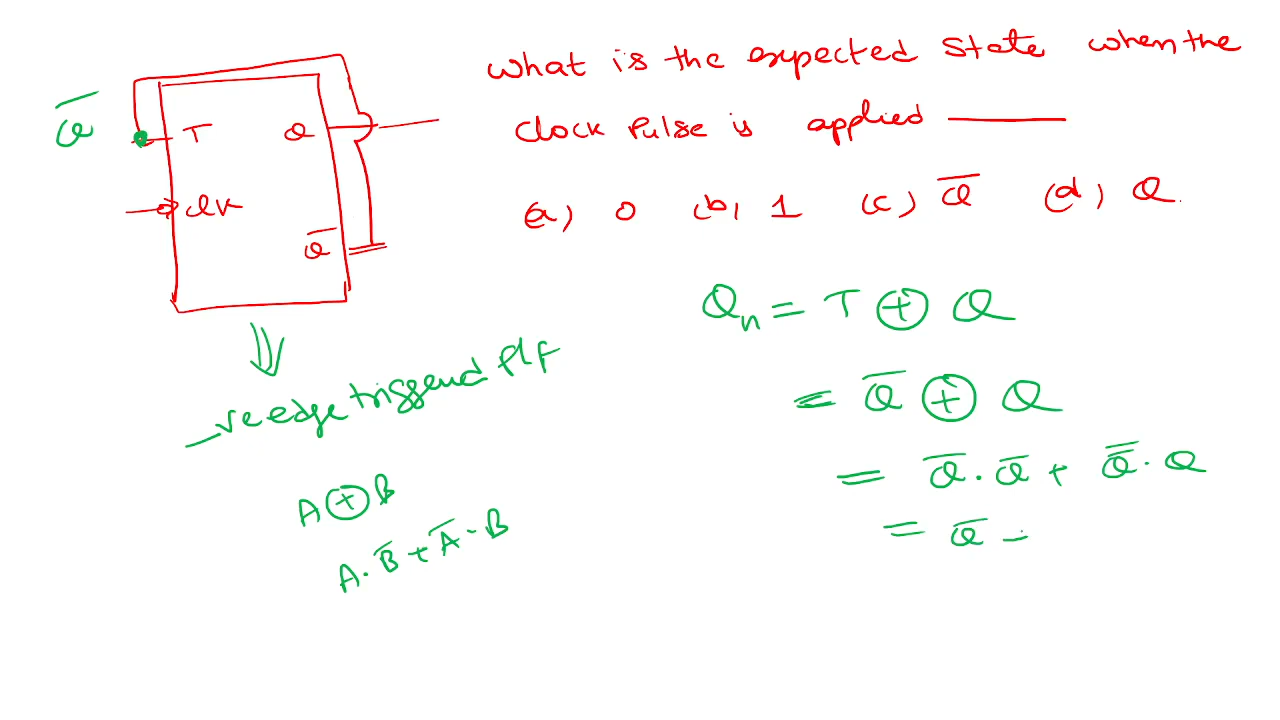 What is the expected state when the
clock pulse is applied ______
(a) 0 (b) 1 (c) Q̅ (d) Q
Q̅
T Q
clk
Q̅
-ve edge triggered F/F
A ⊕ B
A . B̅ + A̅ . B
Qn = T ⊕ Q
= Q̅ ⊕ Q
= Q̅ . Q̅ + Q̿ . Q
= Q̅ +